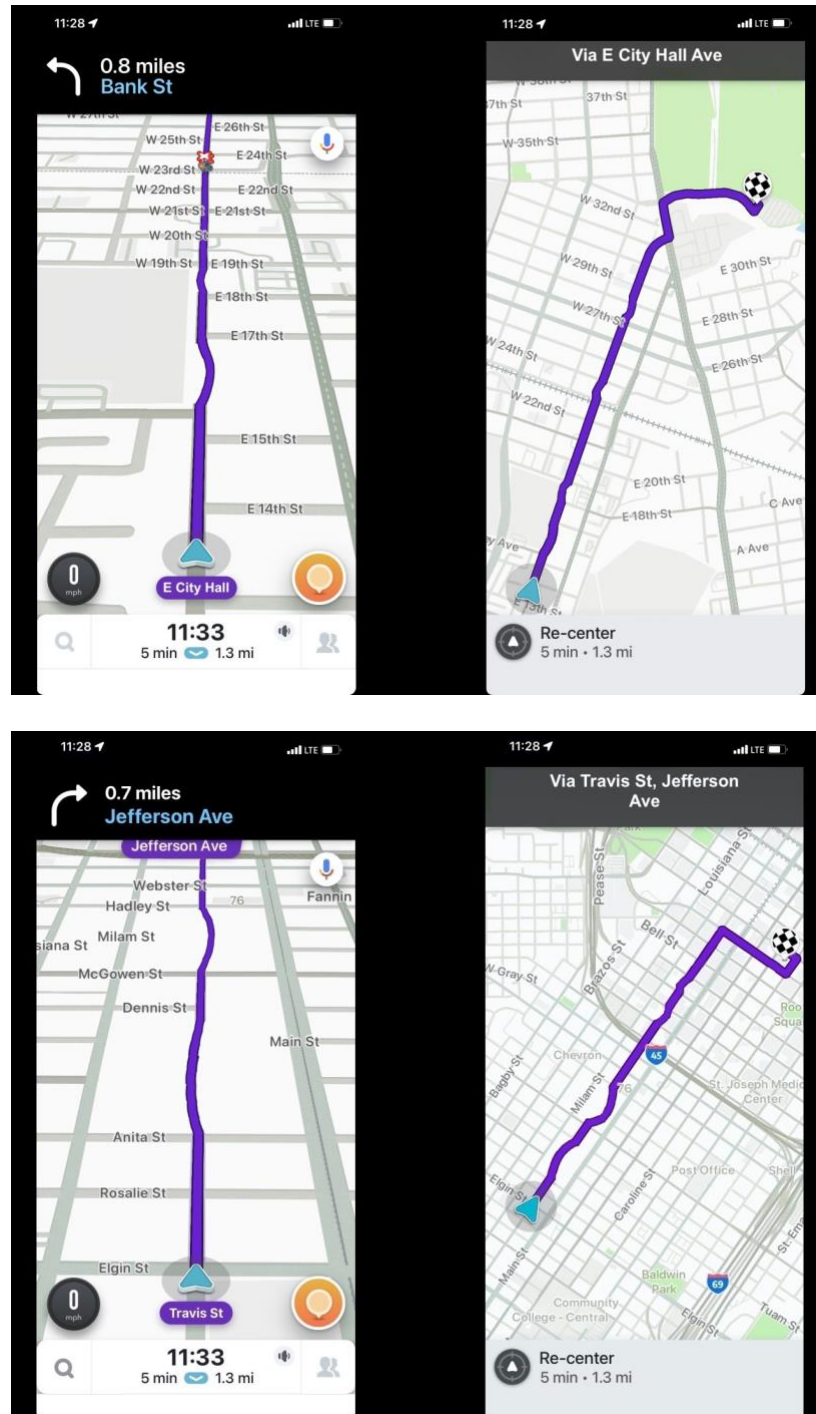 11:28
LTE
0.8 miles
Bank St
E 26th St
W 25th St
E 24th St
W 23rd St
W 22nd St
E 22nd St
W 21st St
E 21st St
W 20th St
W 19th St
E 19th St
E 18th St
E 17th St
E 15th St
E 14th St
0
mph
E City Hall
11:33
5 min
1.3 mi
11:28
LTE
Via E City Hall Ave
37th St
W 35th St
W 32nd St
W 29th St
E 30th St
W 27th St
E 28th St
W 24th St
E 26th St
W 22nd St
E 20th St
C Ave
E 18th St
A Ave
E 15th St
Re-center
5 min • 1.3 mi
11:28
LTE
0.7 miles
Jefferson Ave
Jefferson Ave
Webster St
Hadley St
76
Fannin
Milam St
siana St
McGowen St
Dennis St
Main St
Anita St
Rosalie St
Elgin St
0
mph
Travis St
11:33
5 min
1.3 mi
11:28
LTE
Via Travis St, Jefferson
Ave
Park
Pease St
Louisiana St
Bell St
Brazos St
W Gray St
45
Chevron
Bagby St
Milam St
76
St. Joseph Medic
Center
Elgin St
Post Office
Shell
Caroline St
Main St
Baldwin
Park
69
Community
College - Central
Elgin St
Tuam St
Re-center
5 min • 1.3 mi